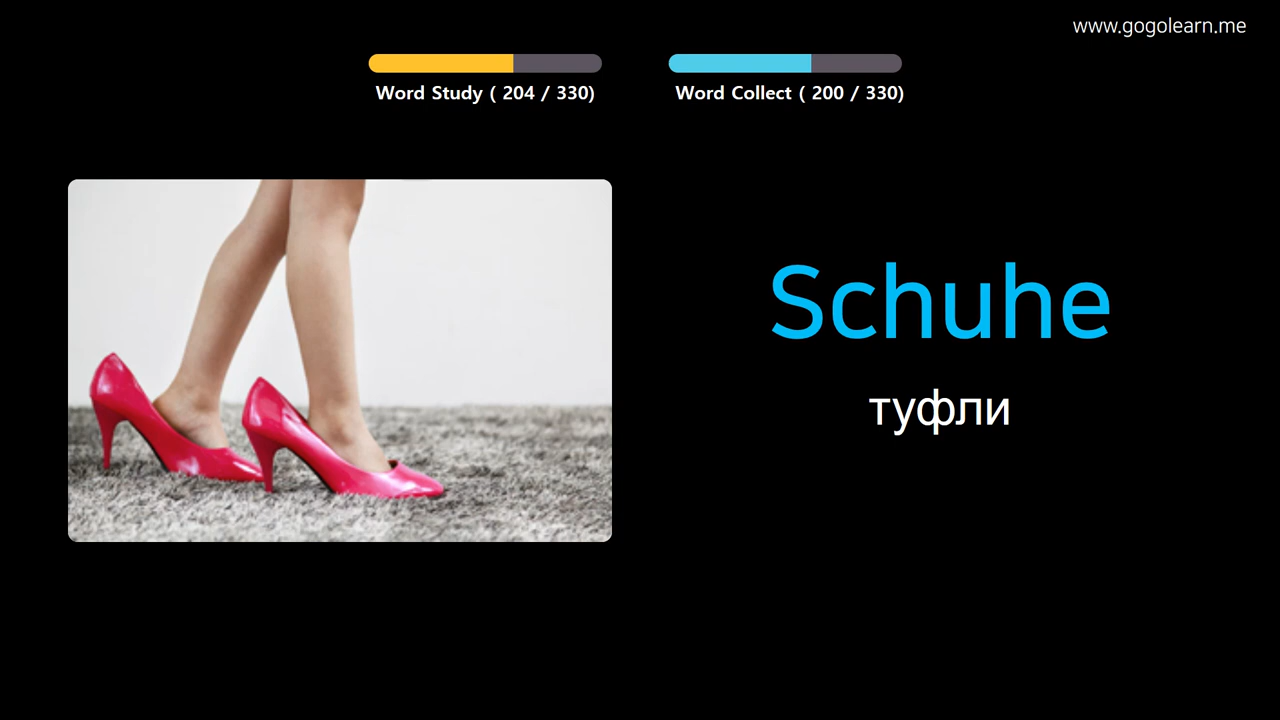 www.gogolearn.me
Word Study ( 204 / 330)
Word Collect ( 200 / 330)
Schuhe
туфли